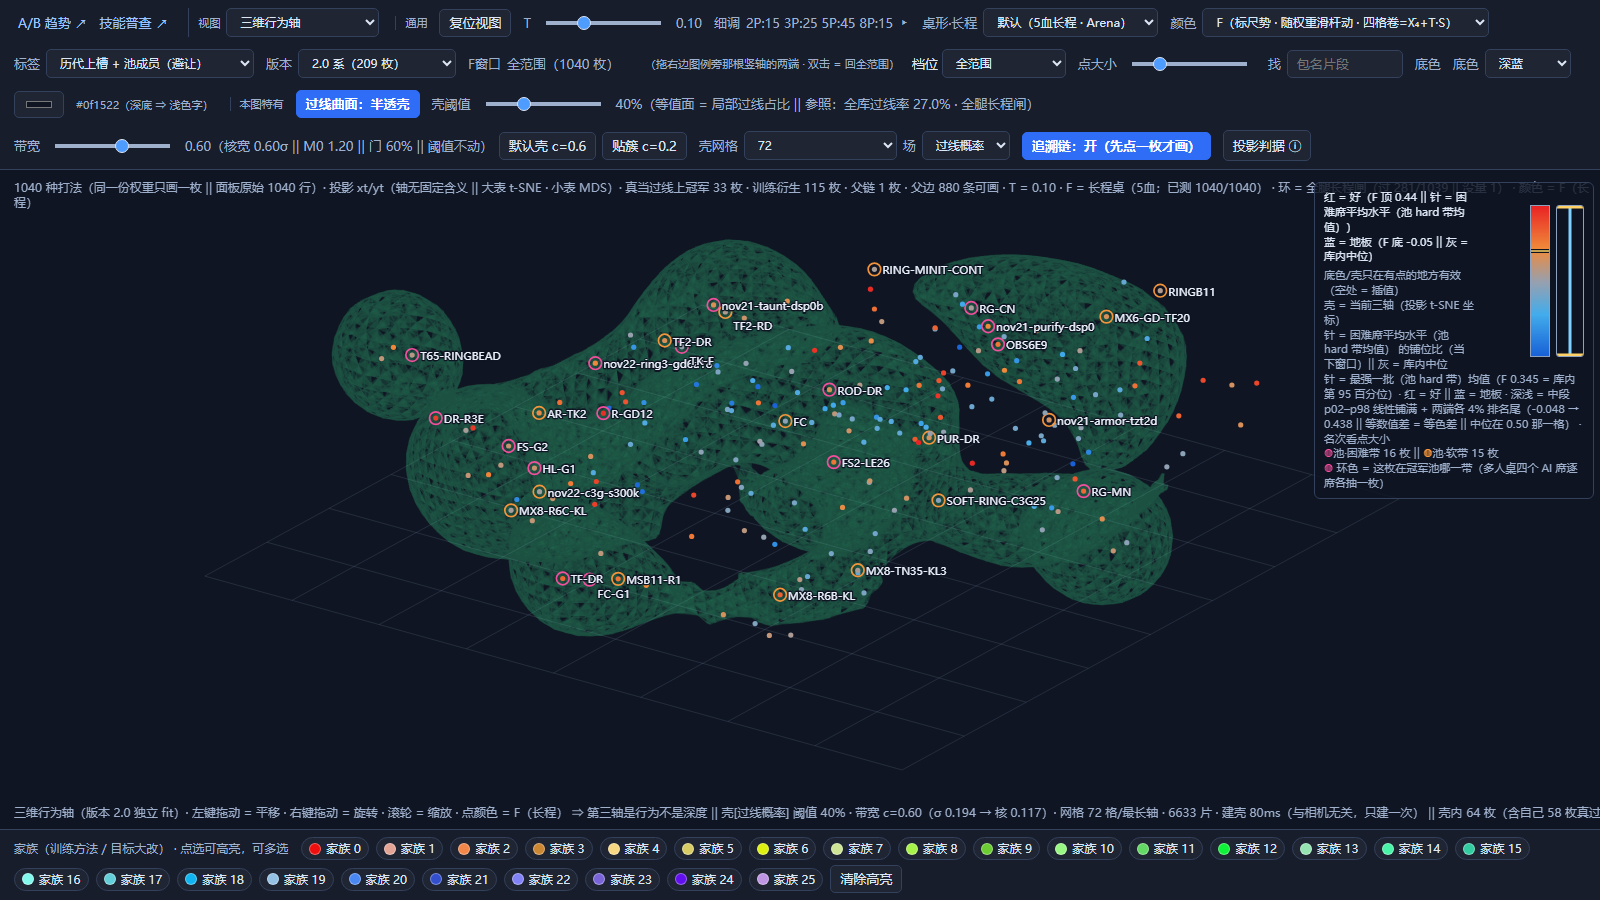 A/B 趋势 ↗ 技能普查 ↗ 视图 三维行为轴 通用 复位视图 T 0.10 细调 2P:15 3P:25 5P:45 8P:15 ▸ 桌形·长程 默认（5血长程 · Arena） 颜色 F（标尺势 · 随权重滑杆动 · 四格卷=X₄+T·S）
标签 历代上槽 + 池成员（避让） 版本 2.0 系（209 枚） F窗口 全范围（1040 枚） （拖右边图例旁那根竖轴的两端 · 双击 = 回全范围） 档位 全范围 点大小 找 包名片段 底色 底色 深蓝
#0f1522（深底 ⇒ 浅色字） 本图特有 过线曲面：半透壳 壳阈值 40%（等值面 = 局部过线占比 || 参照：全库过线率 27.0% · 全腿长程闸）
带宽 0.60（核宽 0.60σ || M0 1.20 || 门 60% || 阈值不动） 默认壳 c=0.6 贴簇 c=0.2 壳网格 72 场 过线概率 追溯链：开（先点一枚才画） 投影判据 ⓘ
1040 种打法（同一份权重只画一枚 || 面板原始 1040 行）· 投影 xt/yt（轴无固定含义 || 大表 t-SNE · 小表 MDS）· 真当过线上冠军 33 枚 · 训练衍生 115 枚 · 父链 1 枚 · 父边 880 条可画 · T = 0.10 · F = 长程桌（5血；已测 1040/1040） · 环 = 全
程）
红 = 好（F 顶 0.44 || 针 = 困
难席平均水平（池 hard 带均
值））
蓝 = 地板（F 底 -0.05 || 灰 =
库内中位）
底色/壳只在有点的地方有效
（空处 = 插值）
壳 = 当前三轴（投影 t-SNE 坐
标）
针 = 困难席平均水平（池
hard 带均值） 的铺位比（当
下窗口）|| 灰 = 库内中位
针 = 最强一批（池 hard 带）均值（F 0.345 = 库内
第 95 百分位）· 红 = 好 || 蓝 = 地板 · 深浅 = 中段
p02–p98 线性铺满 + 两端各 4% 排名尾（-0.048 →
0.438 || 等数值差 = 等色差 || 中位在 0.50 那一格）·
名次看点大小
池·困难带 16 枚 || 池·软带 15 枚
环色 = 这枚在冠军池哪一带（多人桌四个 AI 席逐
席各抽一枚）
RING-MINIT-CONT
RINGB11
nov21-taunt-dsp0b
RG-CN
MX6-GD-TF20
TF2-RD
nov21-purify-dsp0
TF2-DR
OBS6E9
T65-RINGBEAD
TK-F
ROD-DR
AR-TK2
R-GD12
DR-R3E
FC
nov21-armor-tzt2d
PUR-DR
FS-G2
FS2-LE26
HL-G1
nov22-c3g-s300k
RG-MN
SOFT-RING-C3G25
MX8-R6C-KL
MX8-TN35-KL3
TF-DR
MSB11-R1
FC-G1
MX8-R6B-KL
三维行为轴（版本 2.0 独立 fit）· 左键拖动 = 平移 · 右键拖动 = 旋转 · 滚轮 = 缩放 · 点颜色 = F（长程） ⇒ 第三轴是行为不是深度 || 壳[过线概率] 阈值 40% · 带宽 c=0.60（σ 0.194 → 核 0.117）· 网格 72 格/最长轴 · 6633 片 · 建壳 80ms（与相机无关，只建一次） || 壳内 64 枚（含自己 58 枚真过
家族（训练方法 / 目标大改）· 点选可高亮，可多选 家族 0 家族 1 家族 2 家族 3 家族 4 家族 5 家族 6 家族 7 家族 8 家族 9 家族 10 家族 11 家族 12 家族 13 家族 14 家族 15
家族 16 家族 17 家族 18 家族 19 家族 20 家族 21 家族 22 家族 23 家族 24 家族 25 清除高亮